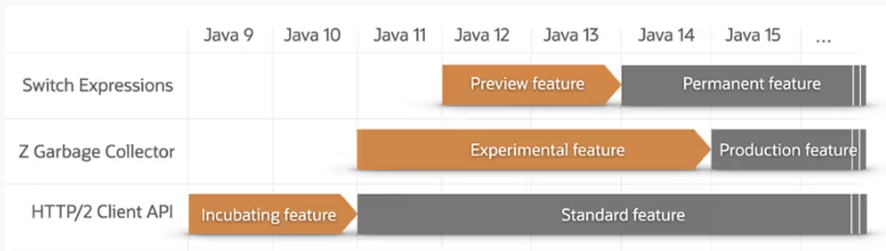 Java 9 Java 10 Java 11 Java 12 Java 13 Java 14 Java 15 ...
Switch Expressions Preview feature Permanent feature
Z Garbage Collector Experimental feature Production feature
HTTP/2 Client API Incubating feature Standard feature